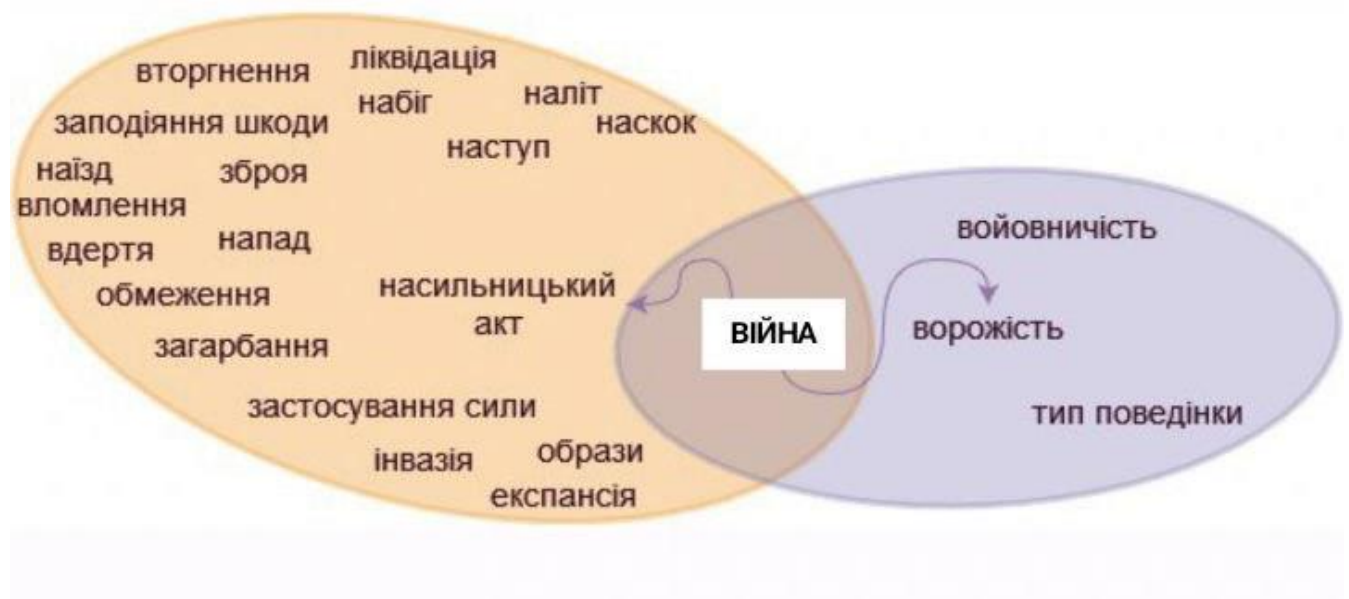 вторгнення
ліквідація
набіг
наліт
заподіяння шкоди
наскок
наступ
наїзд
зброя
вломлення
вдертя
напад
обмеження
насильницький
акт
загарбання
застосування сили
інвазія
образи
експансія
ВІЙНА
войовничість
ворожість
тип поведінки